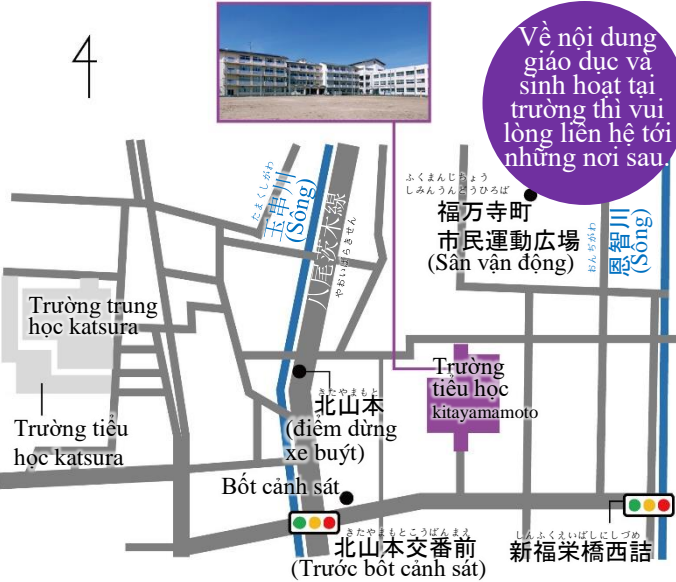 Về nội dung
giáo dục và
sinh hoạt tại
trường thì vui
lòng liên hệ tới
những nơi sau.
たまくしがわ
玉串川
(Sông)
八尾茨木線
やおいばらきせん
ふくまんじちょう
しみんうんどうひろば
福万寺町
市民運動広場
(Sân vận động)
おんぢがわ
恩智川
(Sông)
Trường trung
học katsura
Trường tiểu
học katsura
きたやまもと
北山本
(điểm dừng
xe buýt)
Trường
tiểu học
kitayamamoto
Bốt cảnh sát
きたやまもとこうばんまえ
北山本交番前
(Trước bôt cảnh sát)
しんふくえいばしにしづめ
新福栄橋西詰